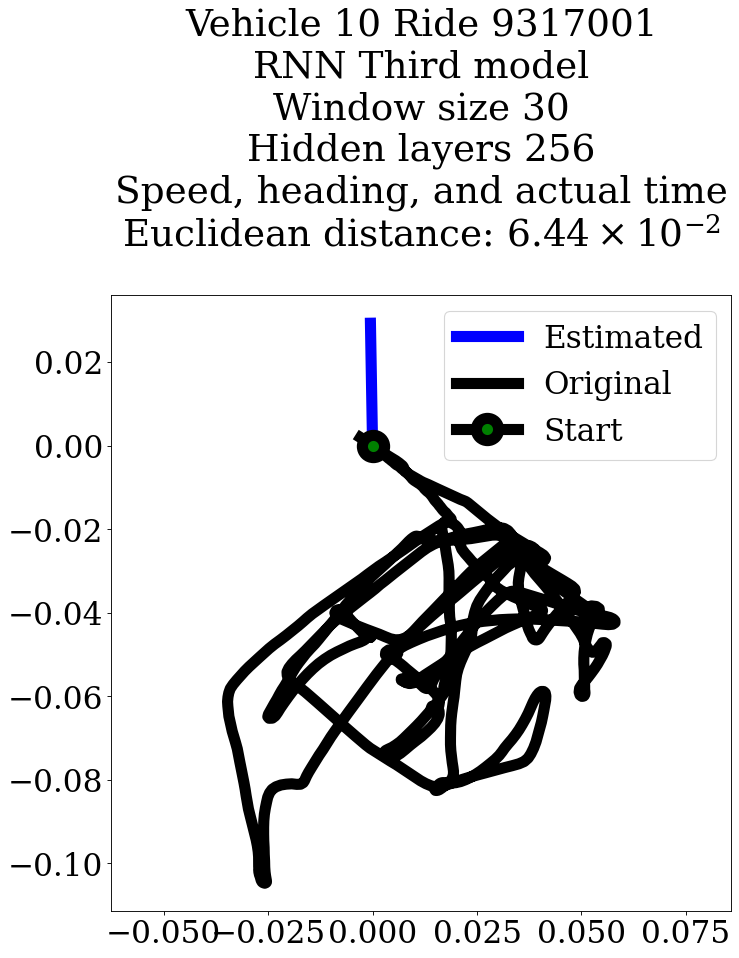 Vehicle 10 Ride 9317001
RNN Third model
Window size 30
Hidden layers 256
Speed, heading, and actual time
Euclidean distance: 6.44 × 10⁻²
Estimated
Original
Start
0.02
0.00
−0.02
−0.04
−0.06
−0.08
−0.10
−0.050 −0.025 0.000 0.025 0.050 0.075